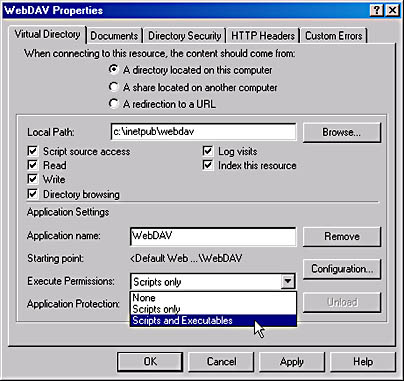 WebDAV Properties
Virtual Directory Documents Directory Security HTTP Headers Custom Errors
When connecting to this resource, the content should come from:
A directory located on this computer
A share located on another computer
A redirection to a URL
Local Path: c:\inetpub\webdav Browse...
Script source access Log visits
Read Index this resource
Write
Directory browsing
Application Settings
Application name: WebDAV Remove
Starting point: <Default Web ...\WebDAV
Configuration...
Execute Permissions: Scripts only
None
Application Protection: Scripts only Unload
Scripts and Executables
OK Cancel Apply Help